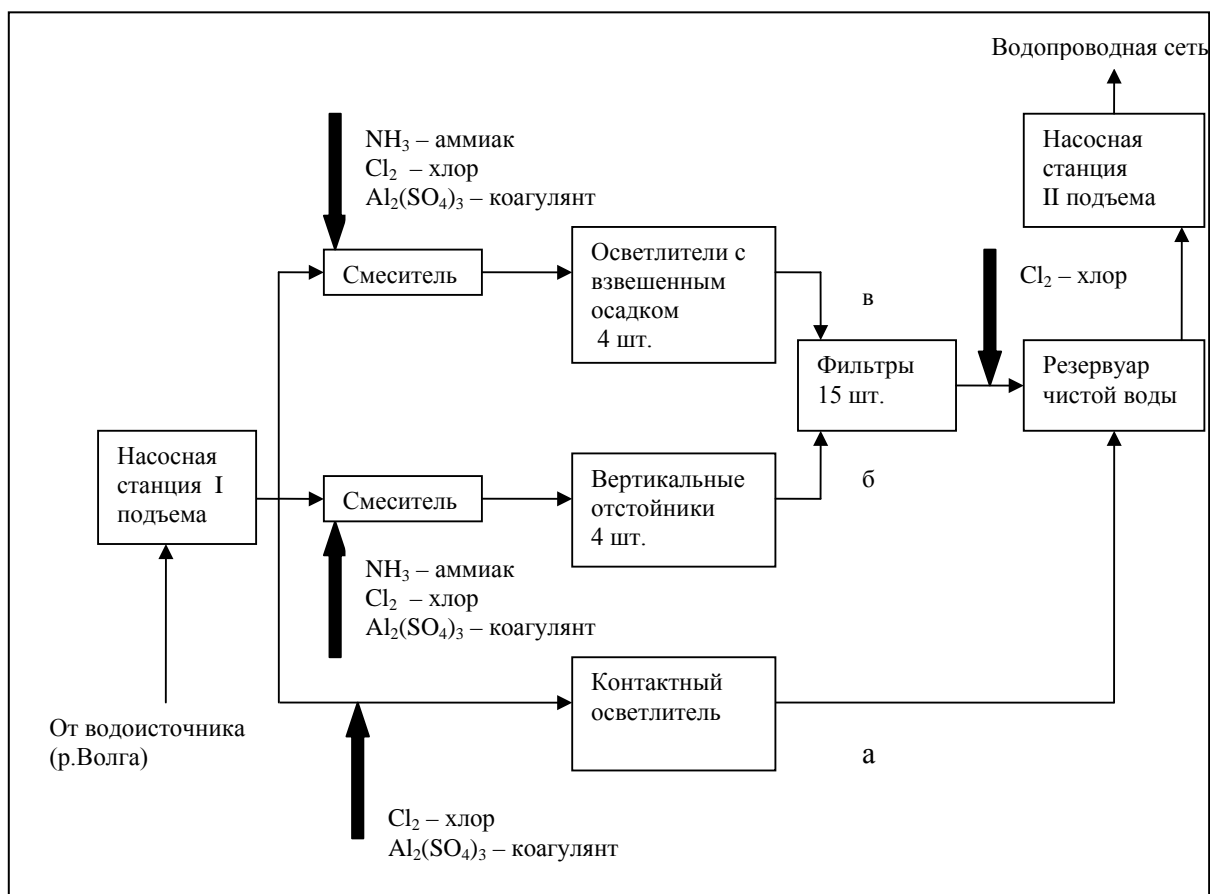 Водопроводная сеть
NH₃ – аммиак
Cl₂ – хлор
Al₂(SO₄)₃ – коагулянт
Насосная
станция
II подъема
Смеситель
Осветлители с
взвешенным
осадком
4 шт.
Cl₂ – хлор
в
Фильтры
15 шт.
Резервуар
чистой воды
Насосная
станция I
подъема
Смеситель
Вертикальные
отстойники
4 шт.
б
NH₃ – аммиак
Cl₂ – хлор
Al₂(SO₄)₃ – коагулянт
Контактный
осветлитель
От водоисточника
(р.Волга)
а
Cl₂ – хлор
Al₂(SO₄)₃ – коагулянт